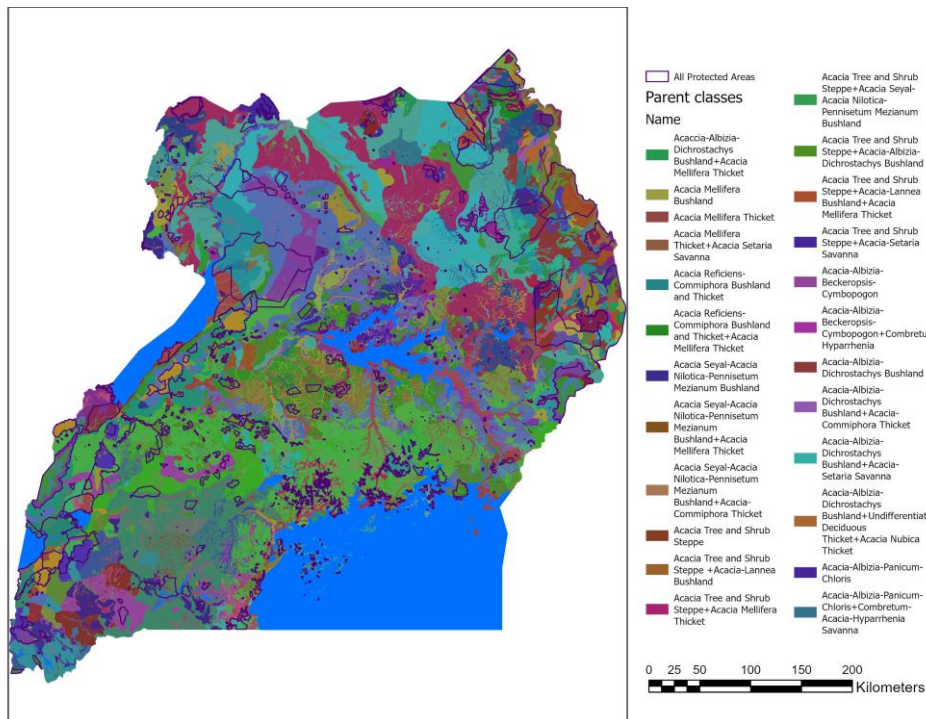 All Protected Areas
Parent classes
Name
Acaccia-Albizia-
Dichrostachys
Bushland+Acacia
Mellifera Thicket
Acacia Mellifera
Bushland
Acacia Mellifera Thicket
Acacia Mellifera
Thicket+Acacia Setaria
Savanna
Acacia Reficiens-
Commiphora Bushland
and Thicket
Acacia Reficiens-
Commiphora Bushland
and Thicket+Acacia
Mellifera Thicket
Acacia Seyal-Acacia
Nilotica-Pennisetum
Mezianum Bushland
Acacia Seyal-Acacia
Nilotica-Pennisetum
Mezianum
Bushland+Acacia
Mellifera Thicket
Acacia Seyal-Acacia
Nilotica-Pennisetum
Mezianum
Bushland+Acacia-
Commiphora Thicket
Acacia Tree and Shrub
Steppe
Acacia Tree and Shrub
Steppe +Acacia-Lannea
Bushland
Acacia Tree and Shrub
Steppe+Acacia Mellifera
Thicket
Acacia Tree and Shrub
Steppe+Acacia Seyal-
Acacia Nilotica-
Pennisetum Mezianum
Bushland
Acacia Tree and Shrub
Steppe+Acacia-Albizia-
Dichrostachys Bushland
Acacia Tree and Shrub
Steppe+Acacia-Lannea
Bushland+Acacia
Mellifera Thicket
Acacia Tree and Shrub
Steppe+Acacia-Setaria
Savanna
Acacia-Albizia-
Beckeropsis-
Cymbopogon
Acacia-Albizia-
Beckeropsis-
Cymbopogon+Combretu
Hyparrhenia
Acacia-Albizia-
Dichrostachys Bushland
Acacia-Albizia-
Dichrostachys
Bushland+Acacia-
Commiphora Thicket
Acacia-Albizia-
Dichrostachys
Bushland+Acacia-
Setaria Savanna
Acacia-Albizia-
Dichrostachys
Bushland+Undifferentiat
Deciduous
Thicket+Acacia Nubica
Thicket
Acacia-Albizia-Panicum-
Chloris
Acacia-Albizia-Panicum-
Chloris+Combretum-
Acacia-Hyparrhenia
Savanna
0 25 50 100 150 200
Kilometers